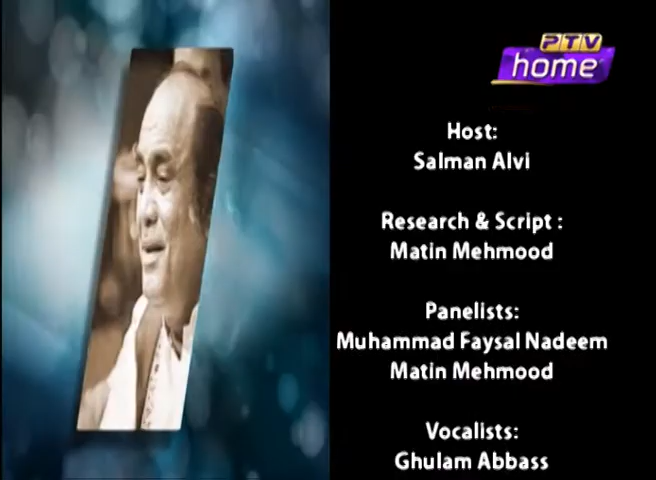 PTV
home
Host:
Salman Alvi
Research & Script :
Matin Mehmood
Panelists:
Muhammad Faysal Nadeem
Matin Mehmood
Vocalists:
Ghulam Abbass